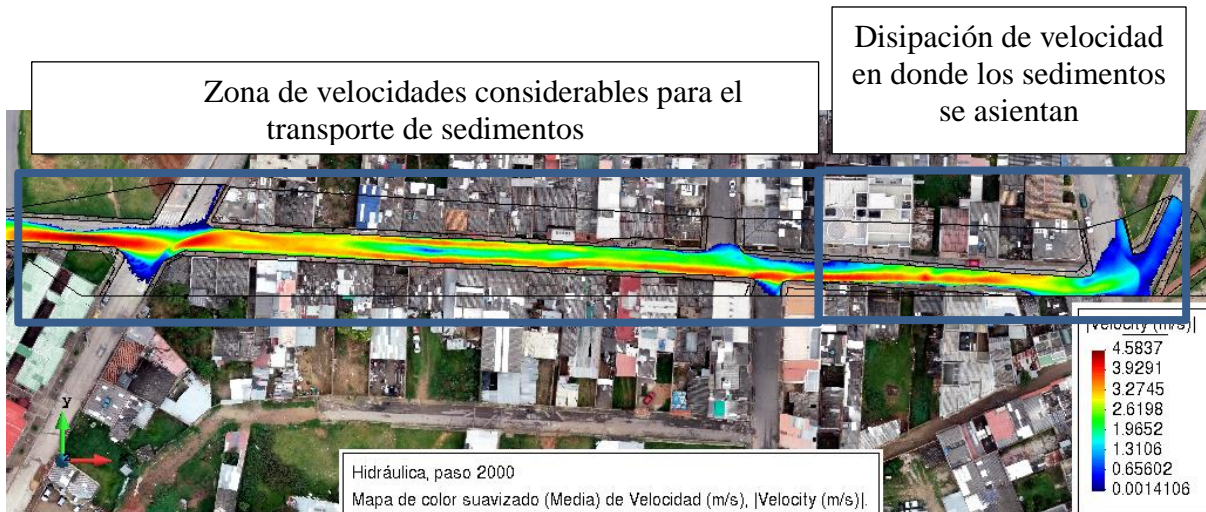 Zona de velocidades considerables para el
transporte de sedimentos
Disipación de velocidad
en donde los sedimentos
se asientan
|Velocity (m/s)|
4.5837
3.9291
3.2745
2.6198
1.9652
1.3106
0.65602
0.0014106
y
Hidráulica, paso 2000
Mapa de color suavizado (Media) de Velocidad (m/s), |Velocity (m/s)|.